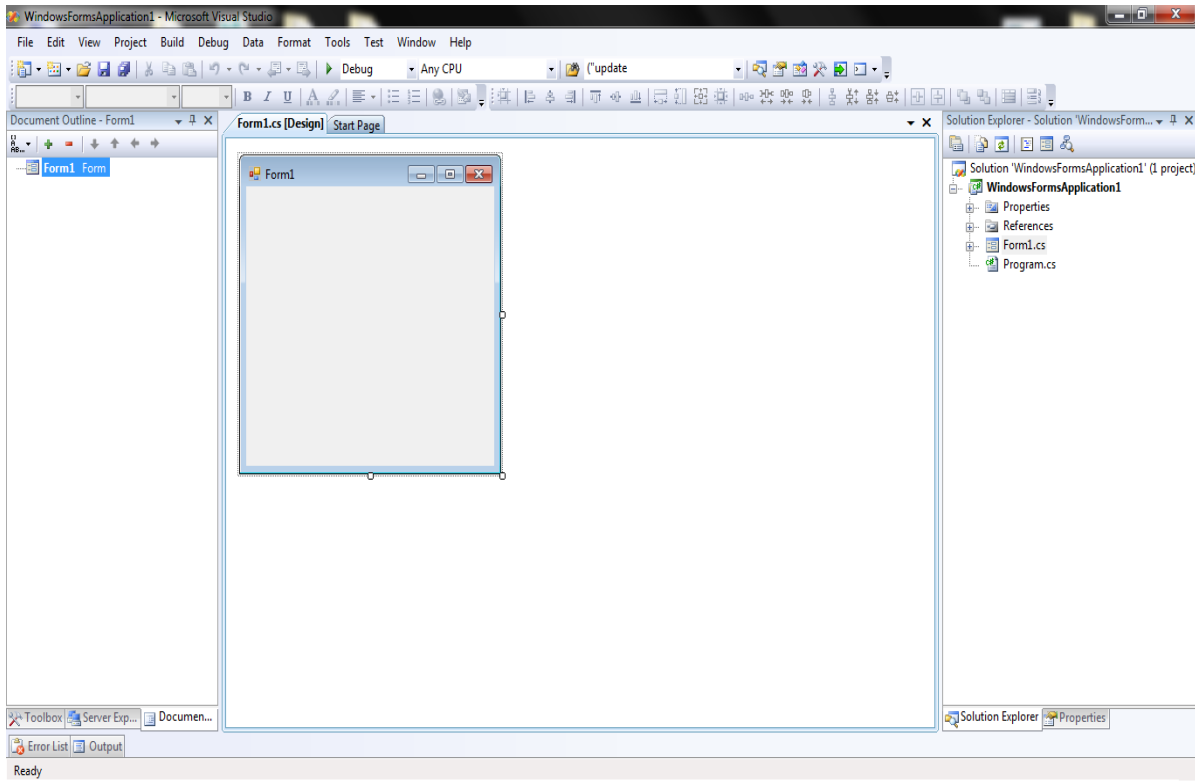 WindowsFormsApplication1 - Microsoft Visual Studio
File Edit View Project Build Debug Data Format Tools Test Window Help
Debug Any CPU ("update
B I U A
Document Outline - Form1
Form1.cs [Design] Start Page
Solution Explorer - Solution 'WindowsForm...
Form1 Form
Form1
Solution 'WindowsFormsApplication1' (1 project)
WindowsFormsApplication1
Properties
References
Form1.cs
Program.cs
Toolbox Server Exp... Documen...
Solution Explorer Properties
Error List Output
Ready